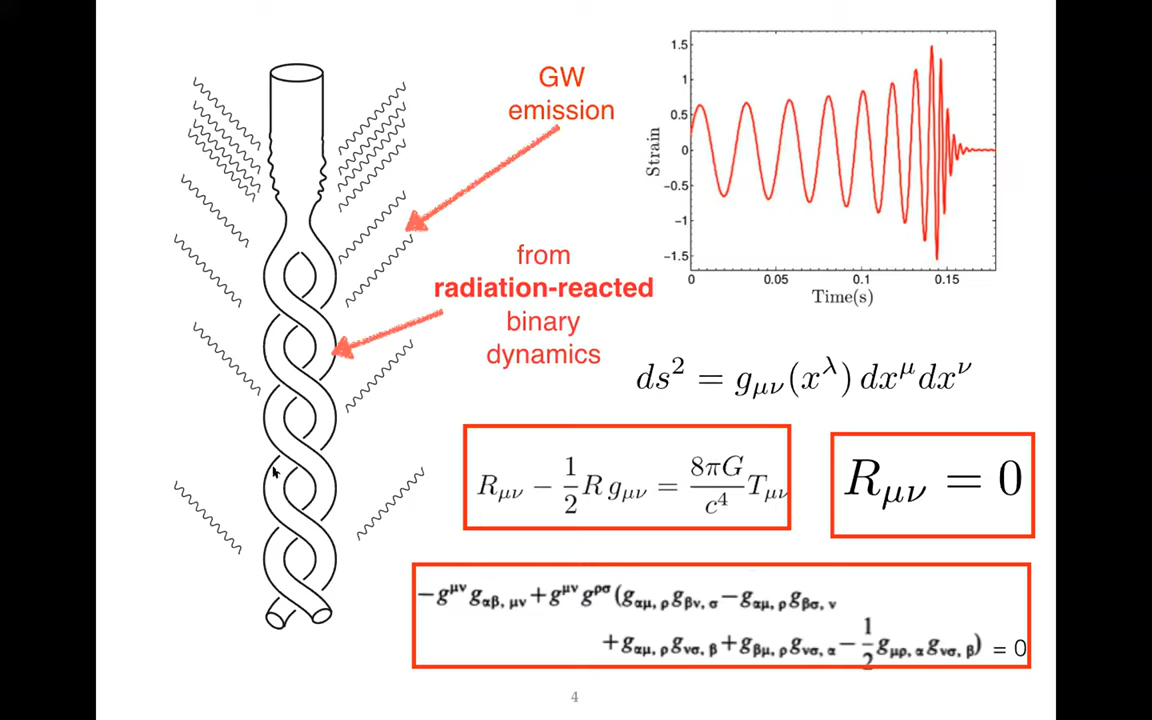 GW
emission
from
radiation-reacted
binary
dynamics
1.5
1
0.5
0
−0.5
−1
−1.5
Strain
0 0.05 0.1 0.15
Time(s)
ds² = g_μν(x^λ) dx^μ dx^ν
R_μν − 1/2 R g_μν = 8πG/c⁴ T_μν
R_μν = 0
−g^μν g_αβ,μν + g^μν g^ρσ (g_αμ,ρ g_βν,σ − g_αμ,ρ g_βσ,ν
+ g_αμ,ρ g_νσ,β + g_βμ,ρ g_νσ,α − 1/2 g_μρ,α g_νσ,β) = 0
4